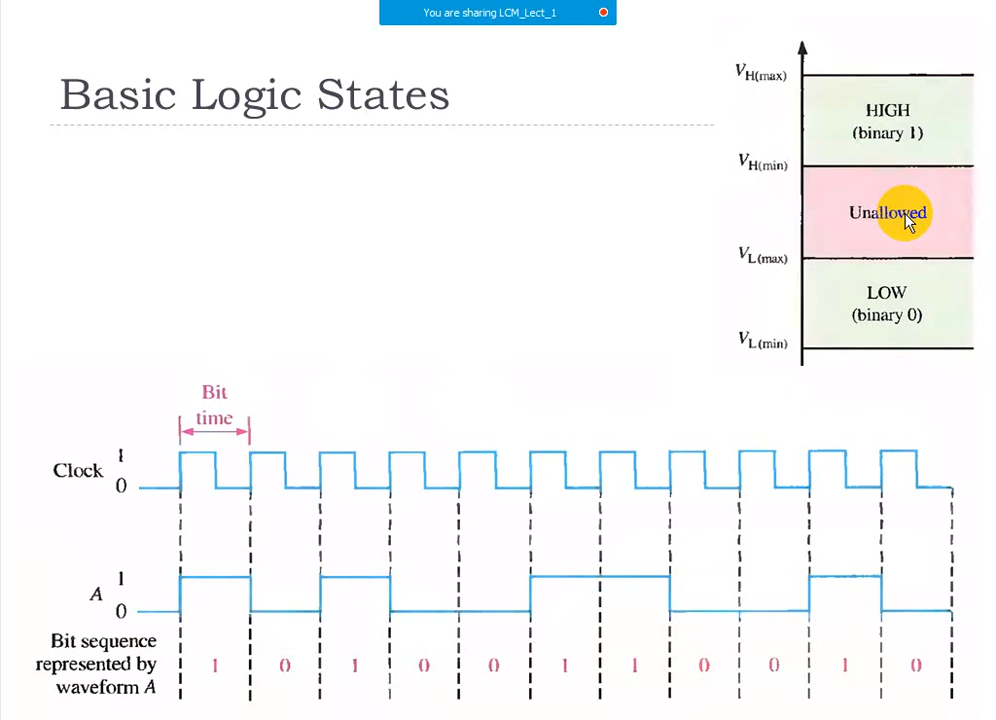 You are sharing LCM_Lect_1
Basic Logic States
VH(max)
HIGH
(binary 1)
VH(min)
Unallowed
VL(max)
LOW
(binary 0)
VL(min)
Bit
time
Clock 1
0
A 1
0
Bit sequence
represented by
waveform A
1 0 1 0 0 1 1 0 0 1 0